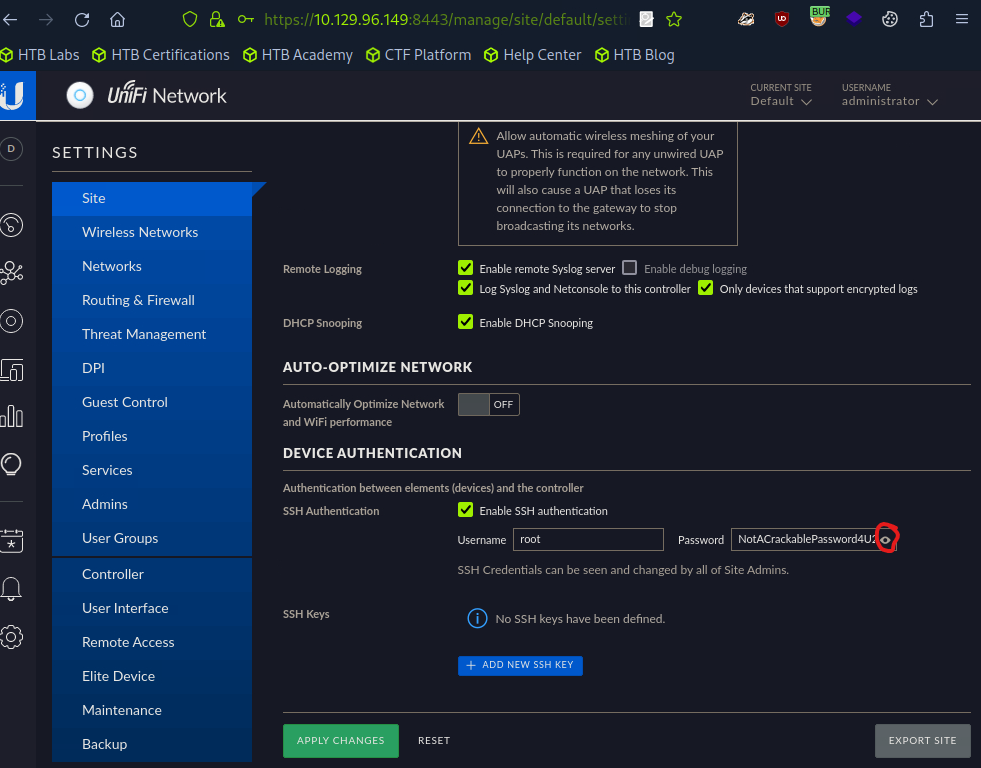 https://10.129.96.149:8443/manage/site/default/setti
BUR
HTB Labs HTB Certifications HTB Academy CTF Platform Help Center HTB Blog
UniFi Network
CURRENT SITE
Default
USERNAME
administrator
D
SETTINGS
Site
Wireless Networks
Networks
Routing & Firewall
Threat Management
DPI
Guest Control
Profiles
Services
Admins
User Groups
Controller
User Interface
Remote Access
Elite Device
Maintenance
Backup
Allow automatic wireless meshing of your
UAPs. This is required for any unwired UAP
to properly function on the network. This
will also cause a UAP that loses its
connection to the gateway to stop
broadcasting its networks.
Remote Logging
Enable remote Syslog server Enable debug logging
Log Syslog and Netconsole to this controller Only devices that support encrypted logs
DHCP Snooping
Enable DHCP Snooping
AUTO-OPTIMIZE NETWORK
Automatically Optimize Network
and WiFi performance
OFF
DEVICE AUTHENTICATION
Authentication between elements (devices) and the controller
SSH Authentication
Enable SSH authentication
Username root Password NotACrackablePassword4U2
SSH Credentials can be seen and changed by all of Site Admins.
SSH Keys
No SSH keys have been defined.
+ ADD NEW SSH KEY
APPLY CHANGES RESET EXPORT SITE